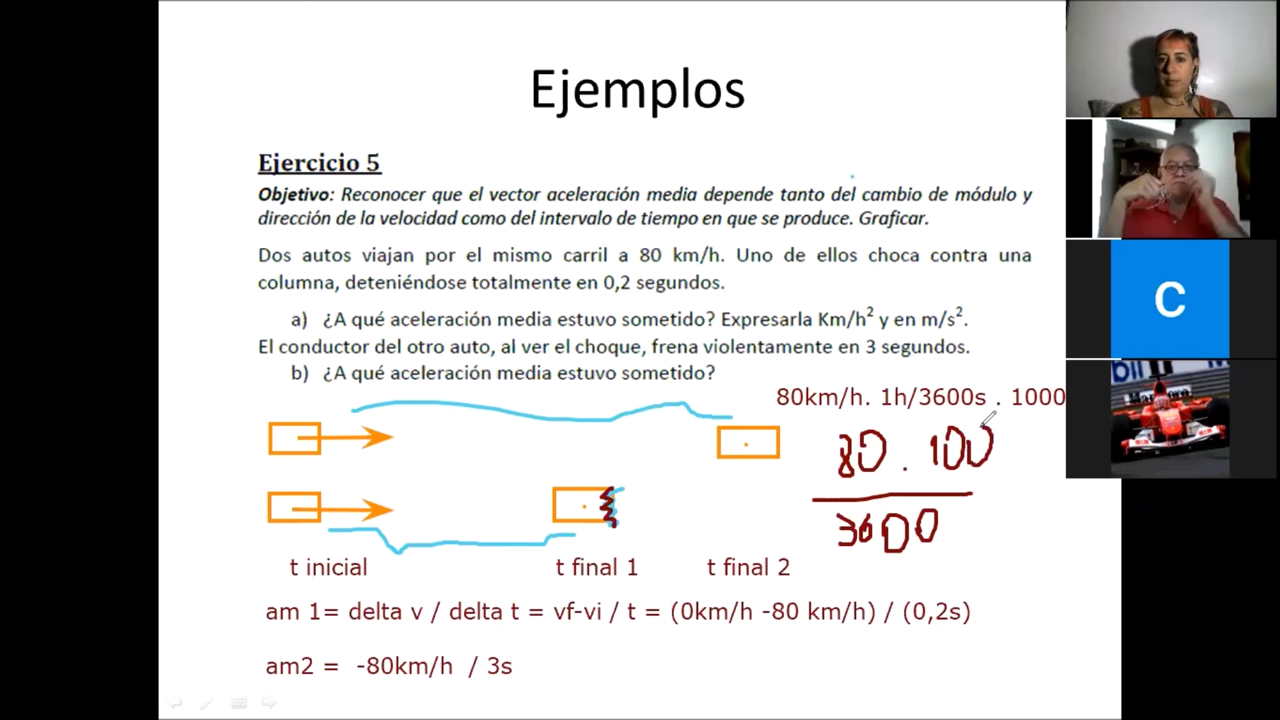 Ejemplos
Ejercicio 5
Objetivo: Reconocer que el vector aceleración media depende tanto del cambio de módulo y
dirección de la velocidad como del intervalo de tiempo en que se produce. Graficar.
Dos autos viajan por el mismo carril a 80 km/h. Uno de ellos choca contra una
columna, deteniéndose totalmente en 0,2 segundos.
a) ¿A qué aceleración media estuvo sometido? Expresarla Km/h² y en m/s².
El conductor del otro auto, al ver el choque, frena violentamente en 3 segundos.
b) ¿A qué aceleración media estuvo sometido?
80km/h. 1h/3600s . 1000
80 . 100
3600
t inicial t final 1 t final 2
am 1= delta v / delta t = vf-vi / t = (0km/h -80 km/h) / (0,2s)
am2 = -80km/h / 3s
C
Marlboro